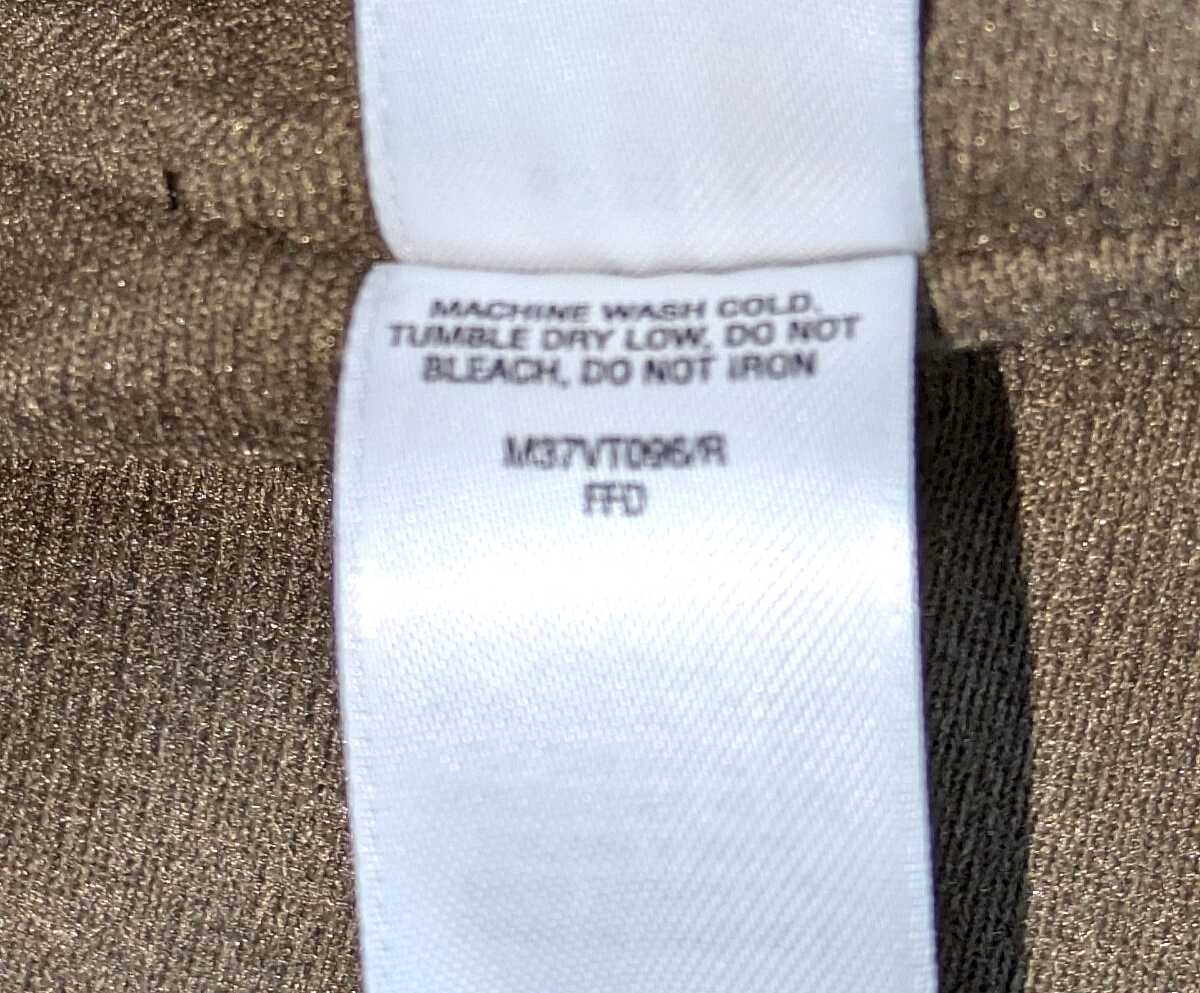 MACHINE WASH COLD,
TUMBLE DRY LOW, DO NOT
BLEACH, DO NOT IRON
M37VT096/R
FFD